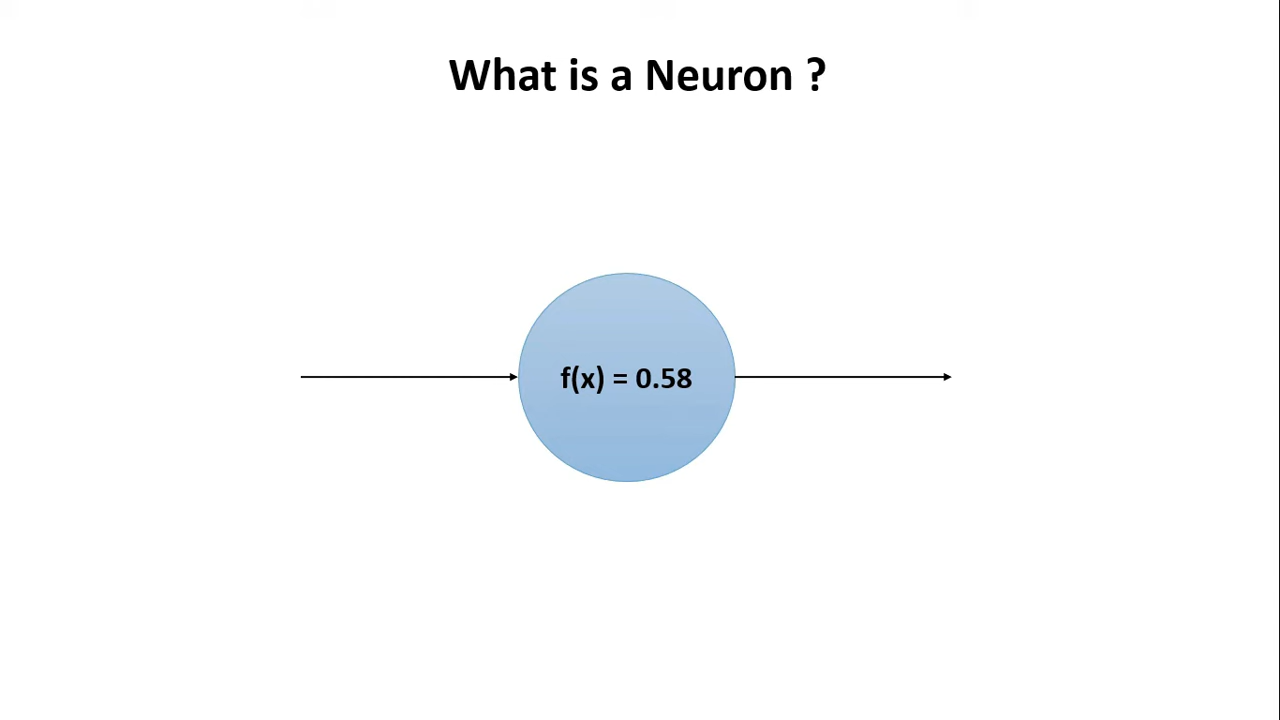 What is a Neuron ?
f(x) = 0.58